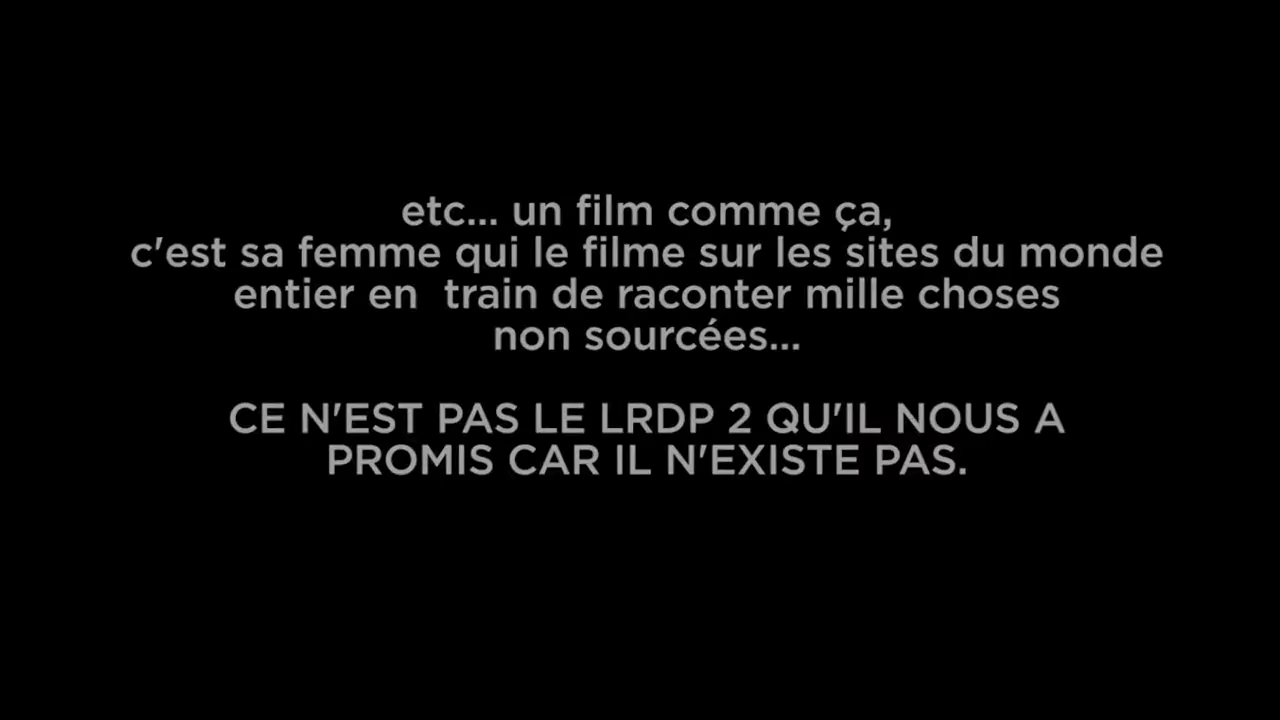 etc... un film comme ça,
c'est sa femme qui le filme sur les sites du monde
entier en  train de raconter mille choses
non sourcées...
CE N'EST PAS LE LRDP 2 QU'IL NOUS A
PROMIS CAR IL N'EXISTE PAS.